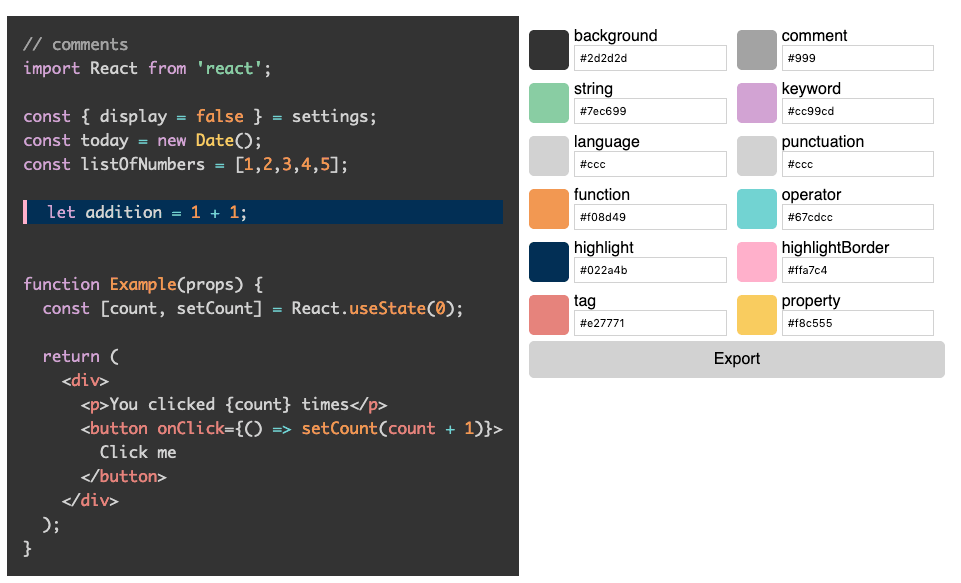 // comments
import React from 'react';
const { display = false } = settings;
const today = new Date();
const listOfNumbers = [1,2,3,4,5];
let addition = 1 + 1;
function Example(props) {
const [count, setCount] = React.useState(0);
return (
<div>
<p>You clicked {count} times</p>
<button onClick={() => setCount(count + 1)}>
Click me
</button>
</div>
);
}
background
#2d2d2d
comment
#999
string
#7ec699
keyword
#cc99cd
language
#ccc
punctuation
#ccc
function
#f08d49
operator
#67cdcc
highlight
#022a4b
highlightBorder
#ffa7c4
tag
#e27771
property
#f8c555
Export